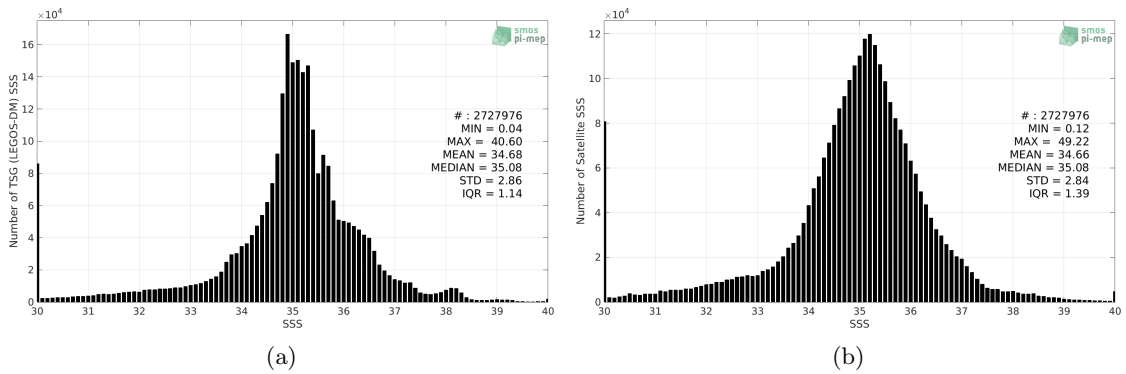 ×10⁴
smos
pi-mep
16
14
12
10
8
6
4
2
0
Number of TSG (LEGOS-DM) SSS
# : 2727976
MIN = 0.04
MAX = 40.60
MEAN = 34.68
MEDIAN = 35.08
STD = 2.86
IQR = 1.14
30 31 32 33 34 35 36 37 38 39 40
SSS
(a)
×10⁴
smos
pi-mep
12
10
8
6
4
2
0
Number of Satellite SSS
# : 2727976
MIN = 0.12
MAX = 49.22
MEAN = 34.66
MEDIAN = 35.08
STD = 2.84
IQR = 1.39
30 31 32 33 34 35 36 37 38 39 40
SSS
(b)